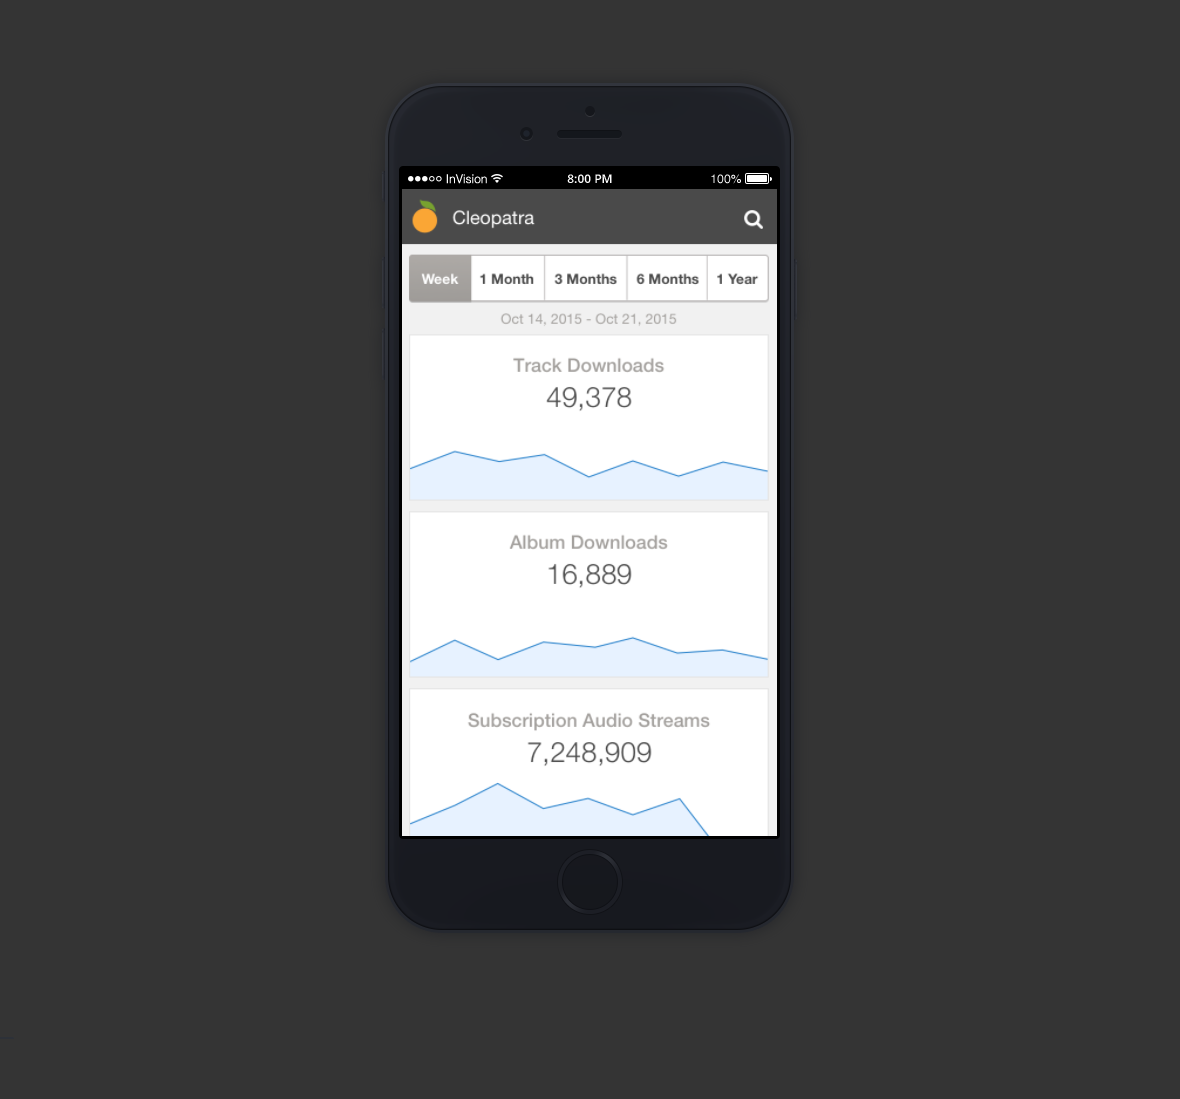 InVision 8:00 PM 100%
Cleopatra
Week 1 Month 3 Months 6 Months 1 Year
Oct 14, 2015 - Oct 21, 2015
Track Downloads
49,378
Album Downloads
16,889
Subscription Audio Streams
7,248,909